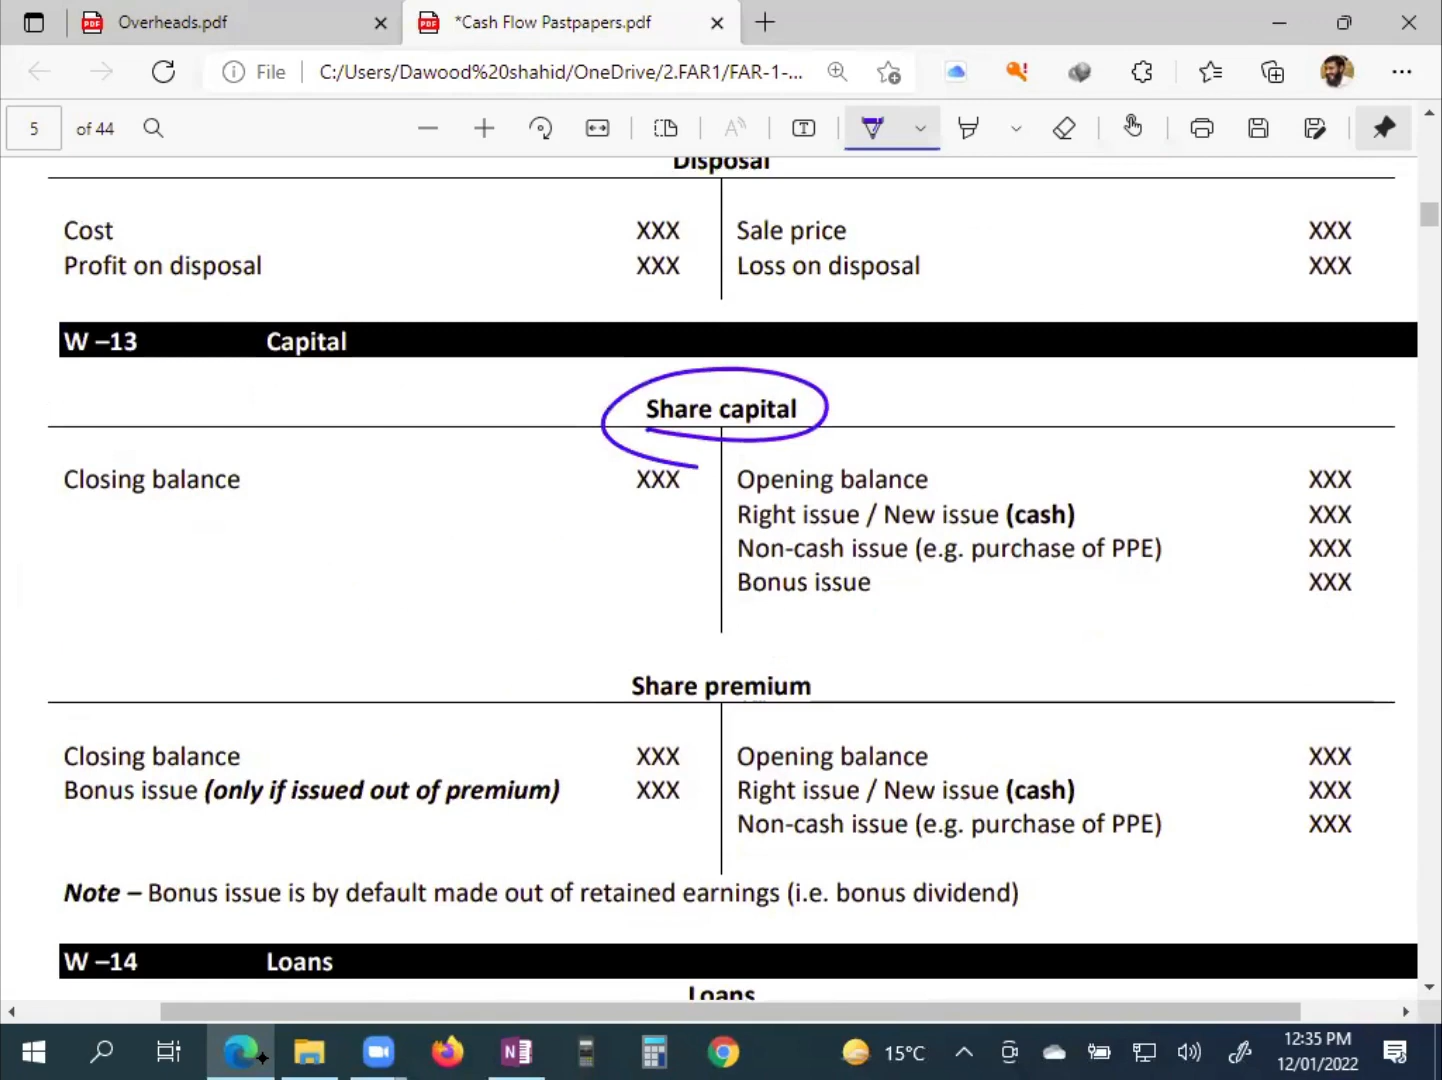 Overheads.pdf
*Cash Flow Pastpapers.pdf
File C:/Users/Dawood%20shahid/OneDrive/2.FAR1/FAR-1-...
5 of 44
Disposal
Cost XXX Sale price XXX
Profit on disposal XXX Loss on disposal XXX
W –13 Capital
Share capital
Closing balance XXX Opening balance XXX
Right issue / New issue (cash) XXX
Non-cash issue (e.g. purchase of PPE) XXX
Bonus issue XXX
Share premium
Closing balance XXX Opening balance XXX
Bonus issue (only if issued out of premium) XXX Right issue / New issue (cash) XXX
Non-cash issue (e.g. purchase of PPE) XXX
Note – Bonus issue is by default made out of retained earnings (i.e. bonus dividend)
W –14 Loans
Loans
15°C 12:35 PM
12/01/2022